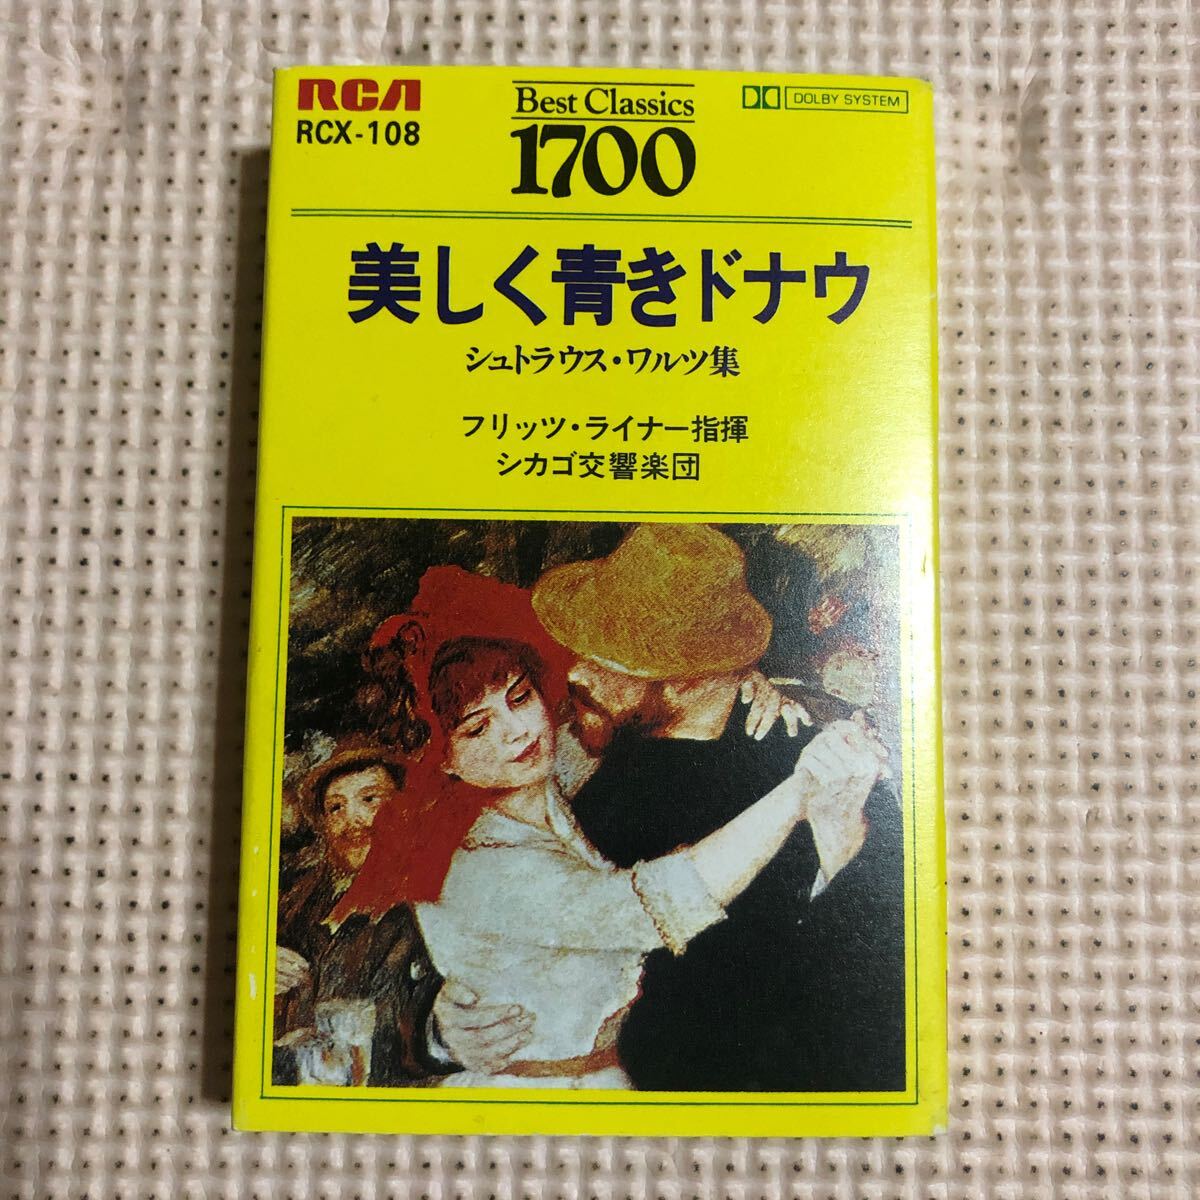 RCA
RCX-108
Best Classics
1700
DOLBY SYSTEM
美しく青きドナウ
シュトラウス・ワルツ集
フリッツ・ライナー指揮
シカゴ交響楽団